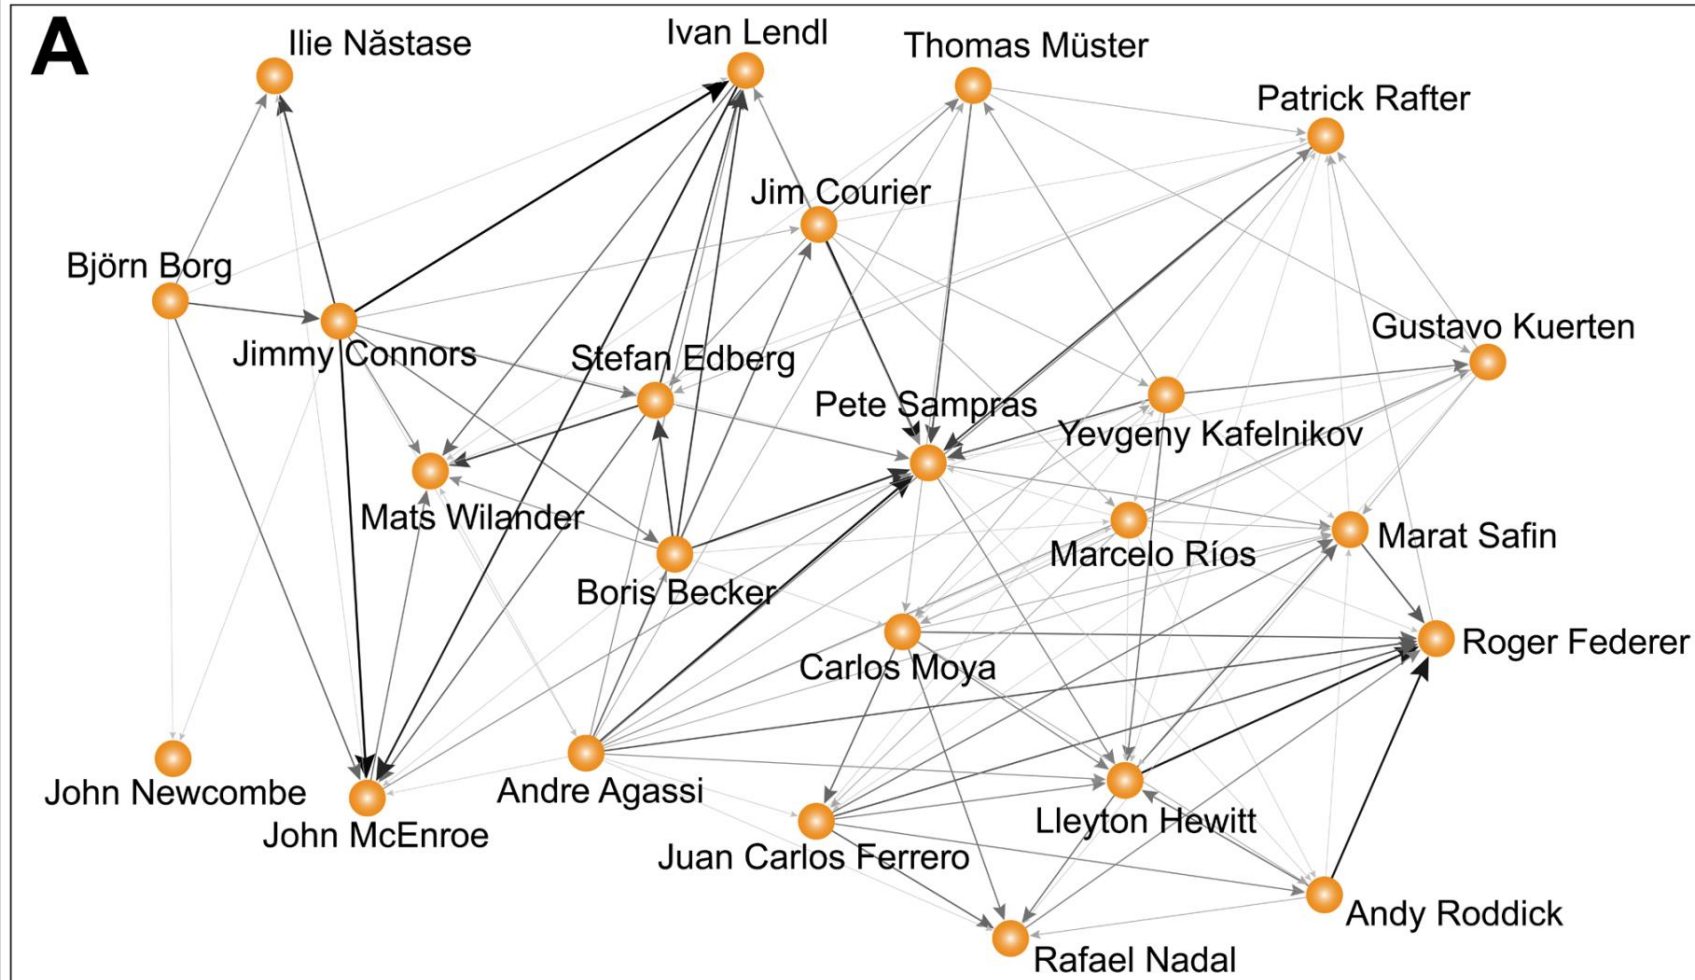 A
Ilie Năstase
Ivan Lendl
Thomas Müster
Patrick Rafter
Jim Courier
Björn Borg
Jimmy Connors
Stefan Edberg
Gustavo Kuerten
Pete Sampras
Yevgeny Kafelnikov
Mats Wilander
Marcelo Ríos
Marat Safin
Boris Becker
Carlos Moya
Roger Federer
John Newcombe
Andre Agassi
John McEnroe
Lleyton Hewitt
Juan Carlos Ferrero
Andy Roddick
Rafael Nadal